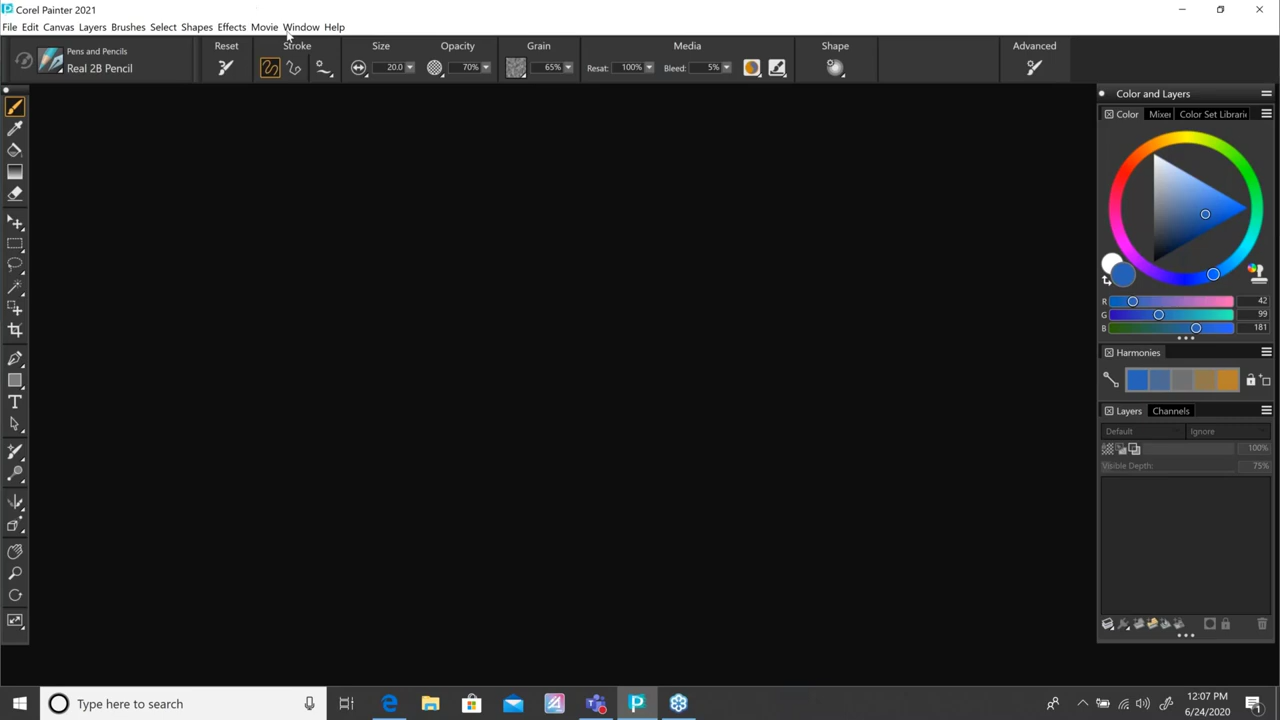 Corel Painter 2021
File Edit Canvas Layers Brushes Select Shapes Effects Movie Window Help
Pens and Pencils
Real 2B Pencil
Reset Stroke Size Opacity Grain Media Shape Advanced
20.0 70% 65% Resat: 100% Bleed: 5%
Color and Layers
Color Mixer Color Set Librari
R 42
G 99
B 181
Harmonies
Layers Channels
Default Ignore
100%
Visible Depth: 75%
Type here to search
12:07 PM
6/24/2020